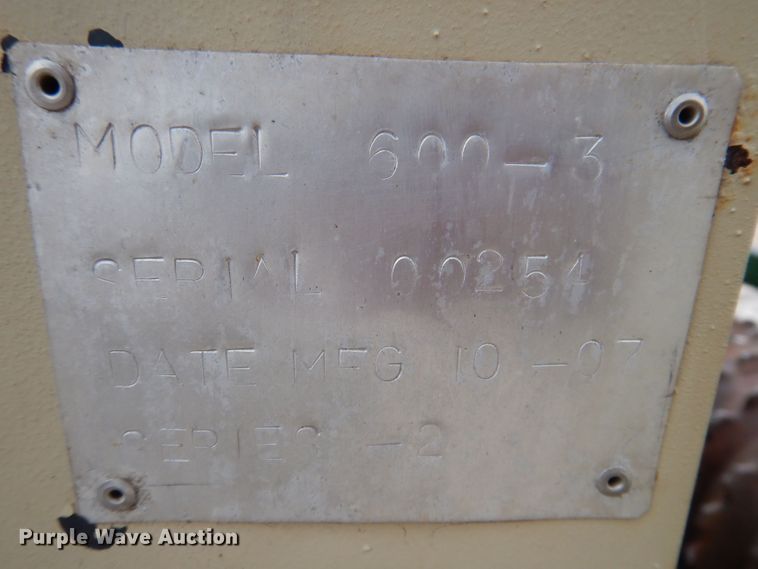 MODEL 600-3
SERIAL 00254
DATE MFG 10-07
SERIES -2
Purple Wave Auction